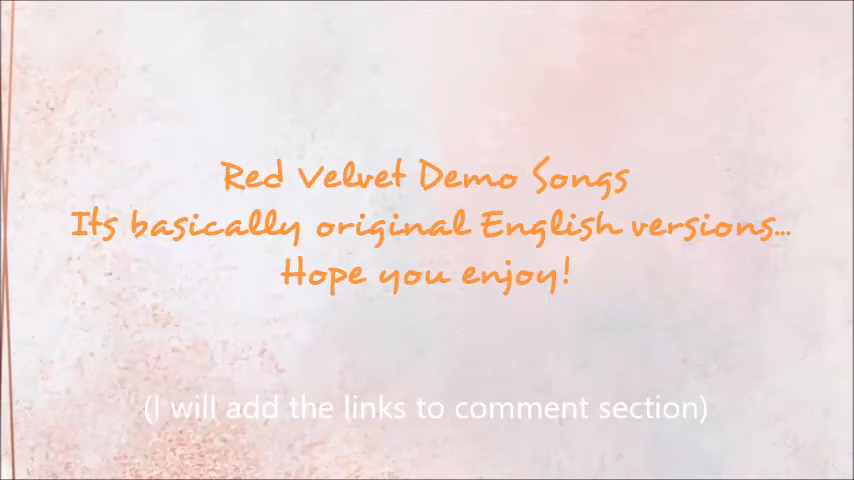 Red Velvet Demo Songs
Its basically original English versions...
Hope you enjoy!
(I will add the links to comment section)